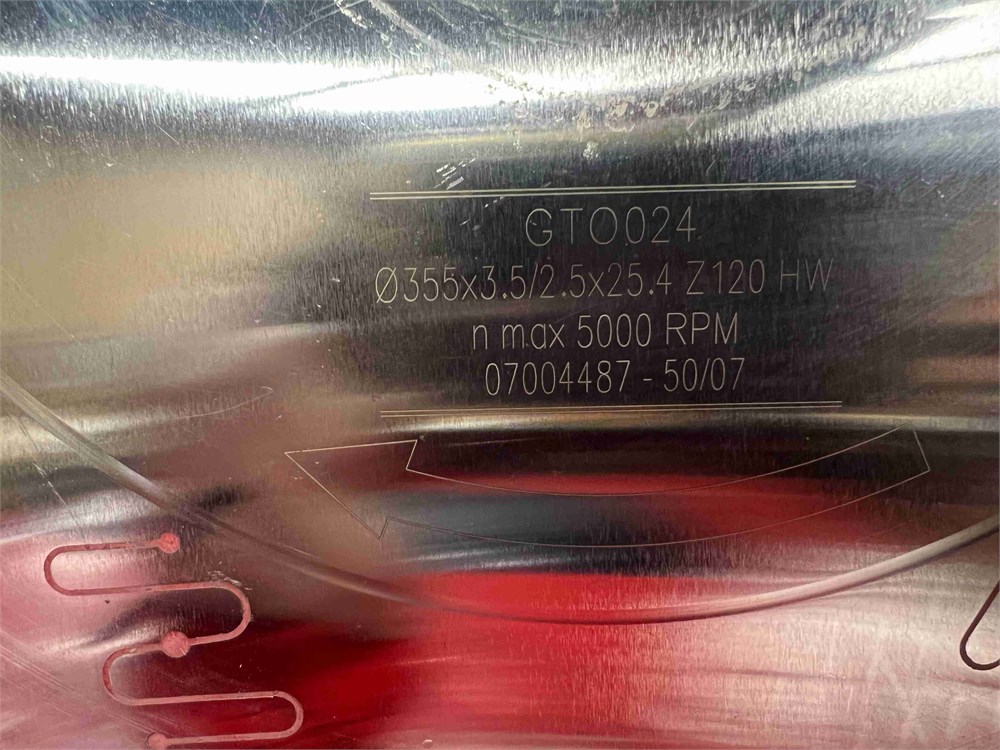 GTO024
Ø355x3.5/2.5x25.4 Z120 HW
n max 5000 RPM
07004487 - 50/07